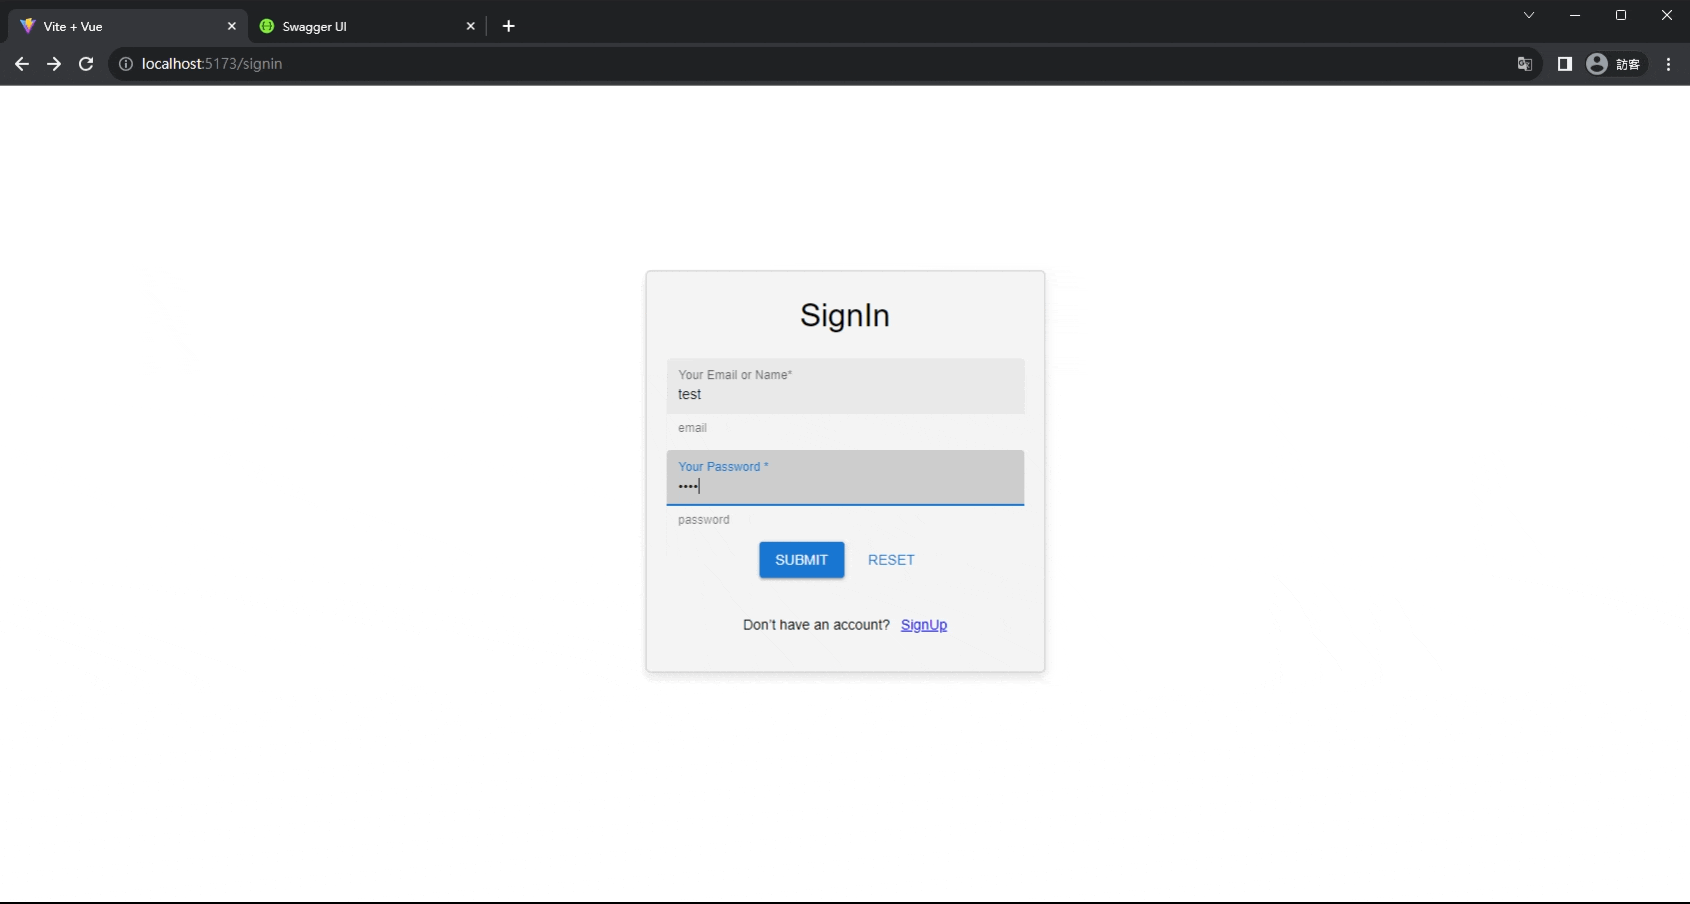 Vite + Vue
Swagger UI
localhost:5173/signin
訪客
SignIn
Your Email or Name*
test
email
Your Password *
••••
password
SUBMIT
RESET
Don't have an account? SignUp